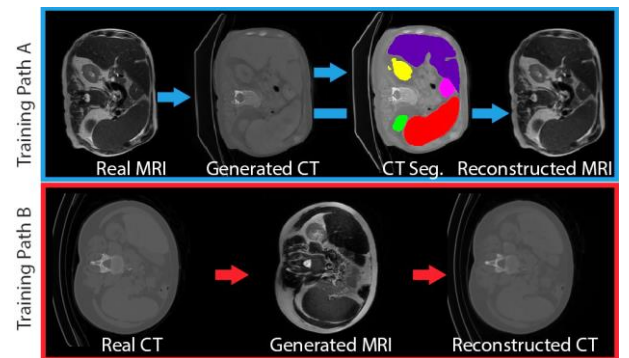 Training Path A
Real MRI
Generated CT
CT Seg.
Reconstructed MRI
Training Path B
Real CT
Generated MRI
Reconstructed CT